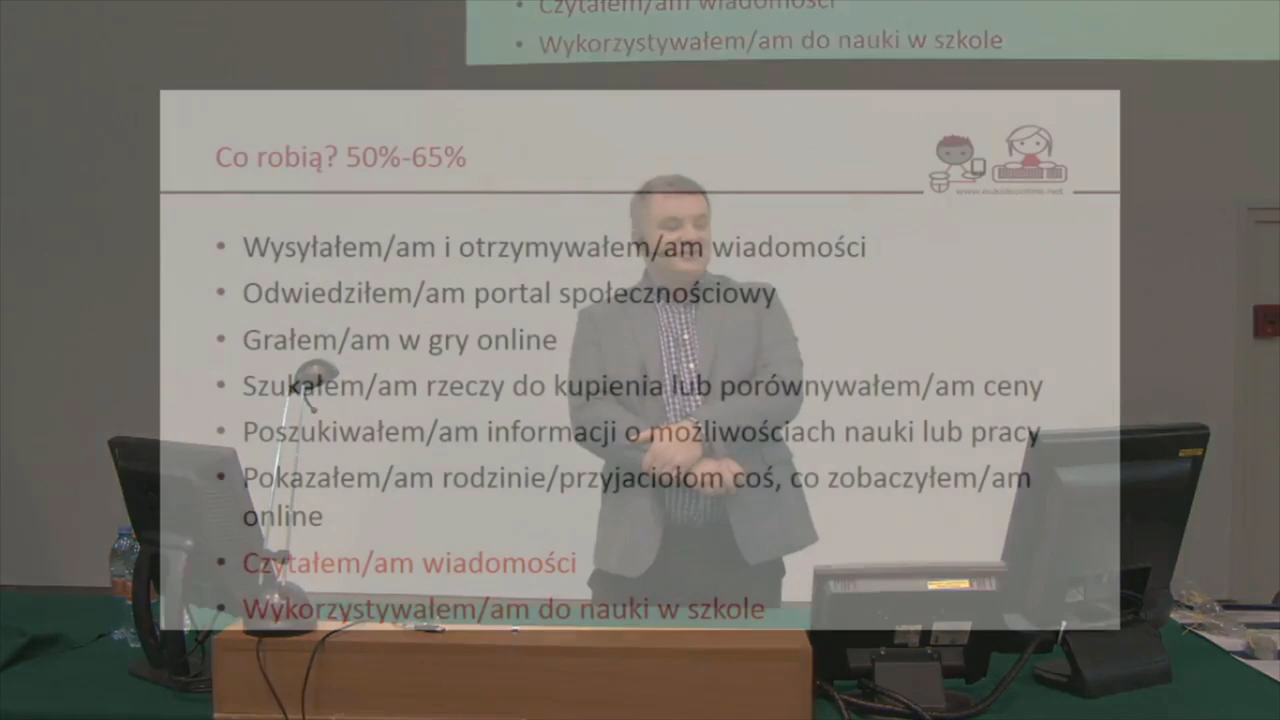 • Czytałem/am wiadomości
• Wykorzystywałem/am do nauki w szkole
Co robią? 50%-65%
www.eukidsonline.net
• Wysyłałem/am i otrzymywałem/am wiadomości
• Odwiedziłem/am portal społecznościowy
• Grałem/am w gry online
• Szukałem/am rzeczy do kupienia lub porównywałem/am ceny
• Poszukiwałem/am informacji o możliwościach nauki lub pracy
• Pokazałem/am rodzinie/przyjaciołom coś, co zobaczyłem/am
online
• Czytałem/am wiadomości
• Wykorzystywałem/am do nauki w szkole